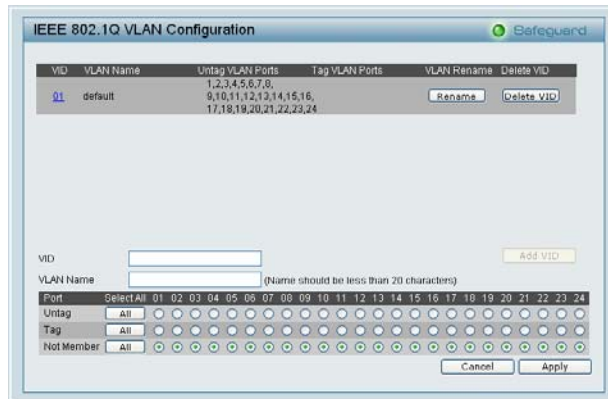 IEEE 802.1Q VLAN Configuration
Safeguard
VID VLAN Name Untag VLAN Ports Tag VLAN Ports VLAN Rename Delete VID
01 default 1,2,3,4,5,6,7,8, Rename Delete VID
9,10,11,12,13,14,15,16,
17,18,19,20,21,22,23,24
VID Add VID
VLAN Name (Name should be less than 20 characters)
Port Select All 01 02 03 04 05 06 07 08 09 10 11 12 13 14 15 16 17 18 19 20 21 22 23 24
Untag All
Tag All
Not Member All
Cancel Apply